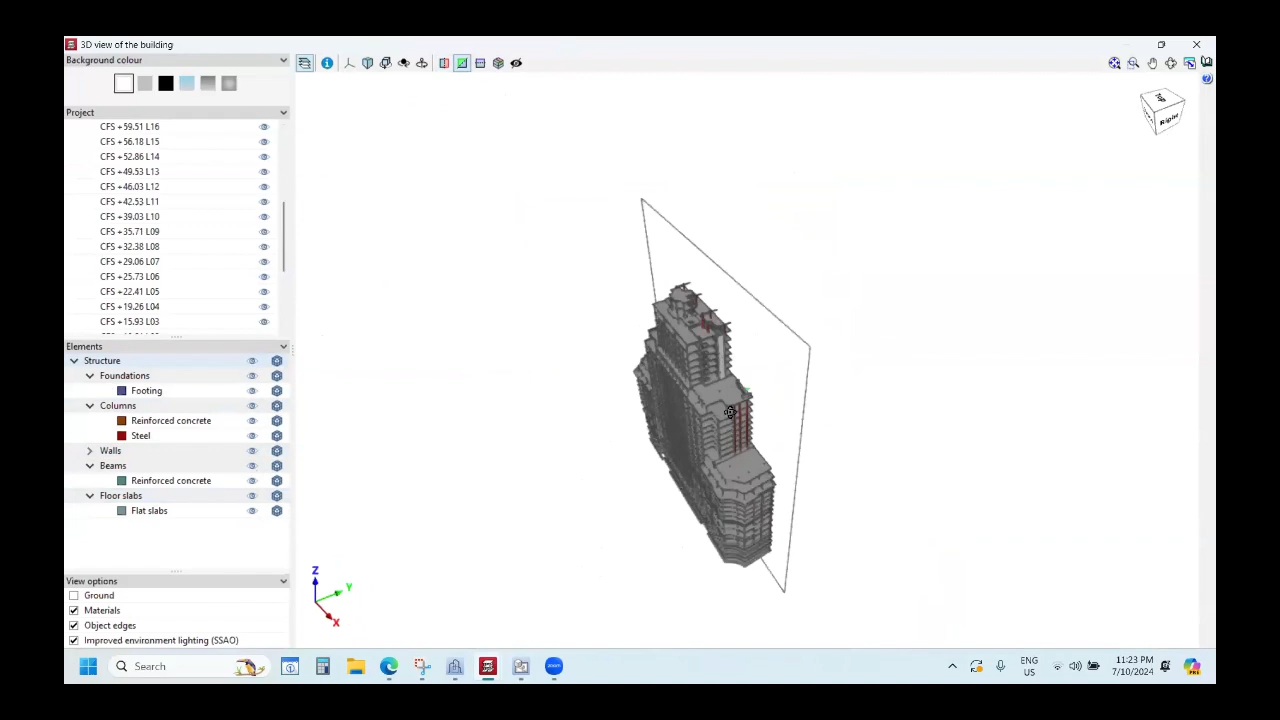 3D view of the building
Background colour
Project
CFS +59.51 L16
CFS +56.18 L15
CFS +52.86 L14
CFS +49.53 L13
CFS +46.03 L12
CFS +42.53 L11
CFS +39.03 L10
CFS +35.71 L09
CFS +32.38 L08
CFS +29.06 L07
CFS +25.73 L06
CFS +22.41 L05
CFS +19.26 L04
CFS +15.93 L03
Elements
Structure
Foundations
Footing
Columns
Reinforced concrete
Steel
Walls
Beams
Reinforced concrete
Floor slabs
Flat slabs
View options
Ground
Materials
Object edges
Improved environment lighting (SSAO)
Top
Right
Z
Y
X
Search
ENG
US
11:23 PM
7/10/2024
zoom
PRE